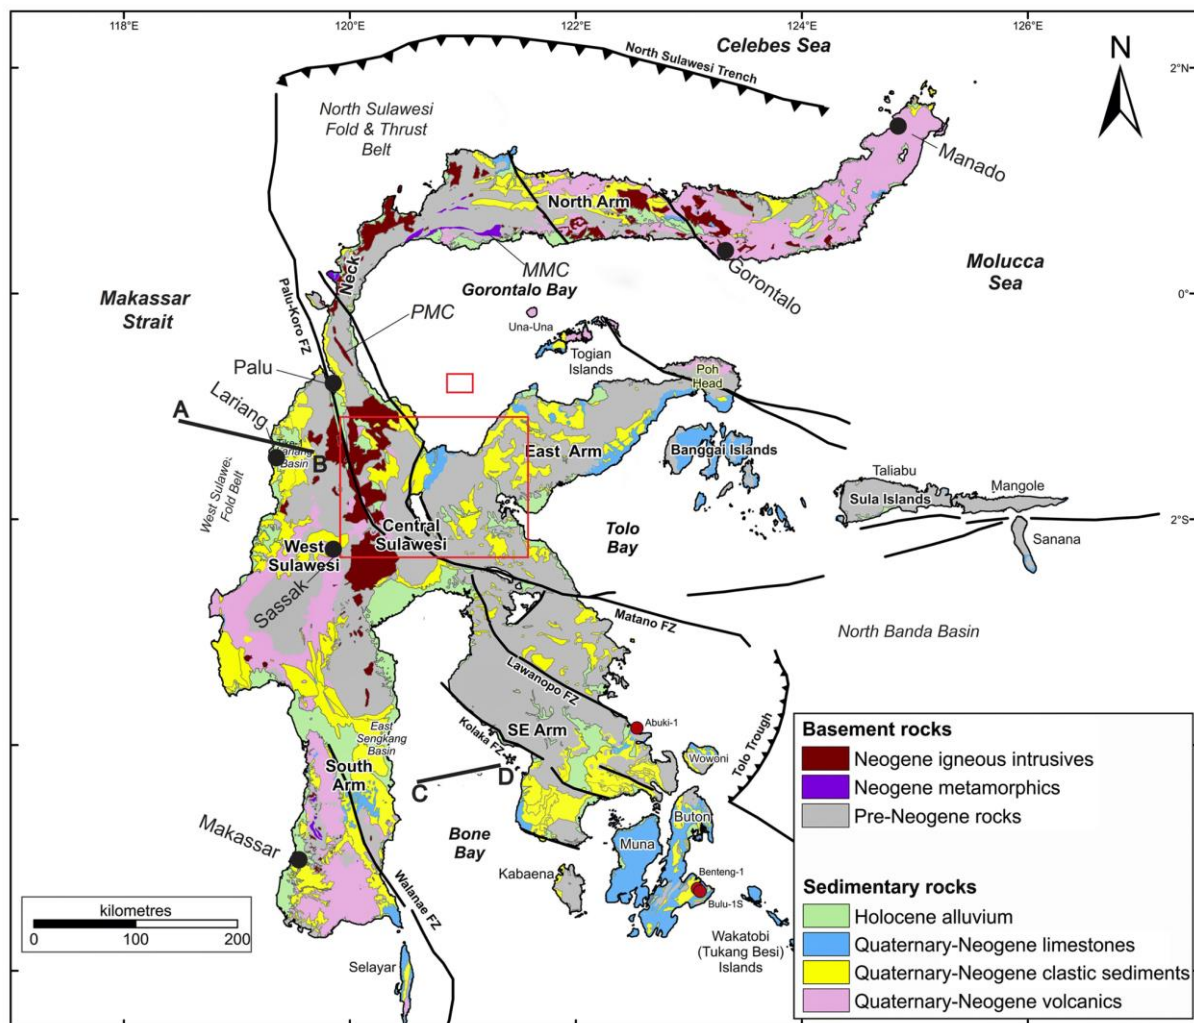 118°E
120°E
122°E
124°E
126°E
Celebes Sea
N
2°N
North Sulawesi Trench
North Sulawesi
Fold & Thrust
Belt
Manado
North Arm
Neck
MMC
Gorontalo Bay
Gorontalo
Molucca
Sea
0°
Makassar
Strait
Palu-Koro FZ
PMC
Una-Una
Togian
Islands
Palu
Poh
Head
Lariang
A
B
Basin
West Sulawesi
Fold Belt
East Arm
Banggai Islands
Taliabu
Mangole
Sula Islands
Sanana
2°S
Central
Sulawesi
West
Sulawesi
Sassak
Tolo
Bay
Matano FZ
North Banda Basin
Lawanopo FZ
Abuki-1
SE Arm
Kolaka FZ
East
Sengkang
Basin
South
Arm
C
D
Wowoni
Tolo Trough
Makassar
Bone
Bay
Buton
Muna
Kabaena
Benteng-1
Bulu-1S
Walanae FZ
Wakatobi
(Tukang Besi)
Islands
Selayar
kilometres
0
100
200
Basement rocks
Neogene igneous intrusives
Neogene metamorphics
Pre-Neogene rocks
Sedimentary rocks
Holocene alluvium
Quaternary-Neogene limestones
Quaternary-Neogene clastic sediments
Quaternary-Neogene volcanics